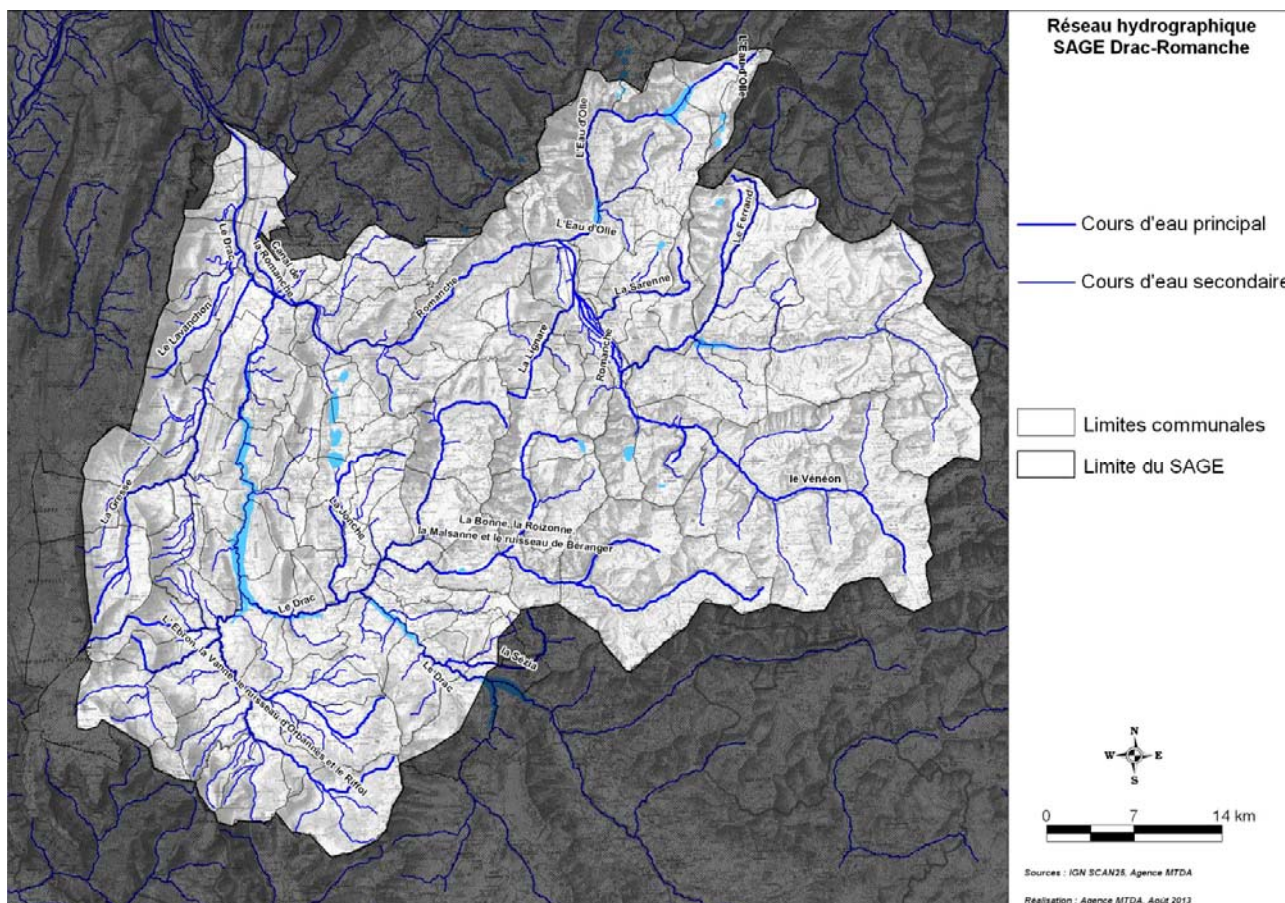 Réseau hydrographique
SAGE Drac-Romanche
Cours d'eau principal
Cours d'eau secondaire
Limites communales
Limite du SAGE
N
W E
S
0 7 14 km
Sources : IGN SCAN25, Agence MTDA
Réalisation : Agence MTDA, Août 2013
L'Eau d'Olle
L'Eau d'Olle
L'Eau d'Olle
Le Ferrand
Le Drac
Canal de
la Romanche
Romanche
La Sarenne
Le Lavanchon
La Lignare
Romanche
La Gresse
La Jonche
le Vénéon
La Bonne, la Roizonne
la Malsanne et le ruisseau de Béranger
Le Drac
L'Ebron, la Vanne, le ruisseau d'Orbannes et le Riffol
Le Drac
la Sézia